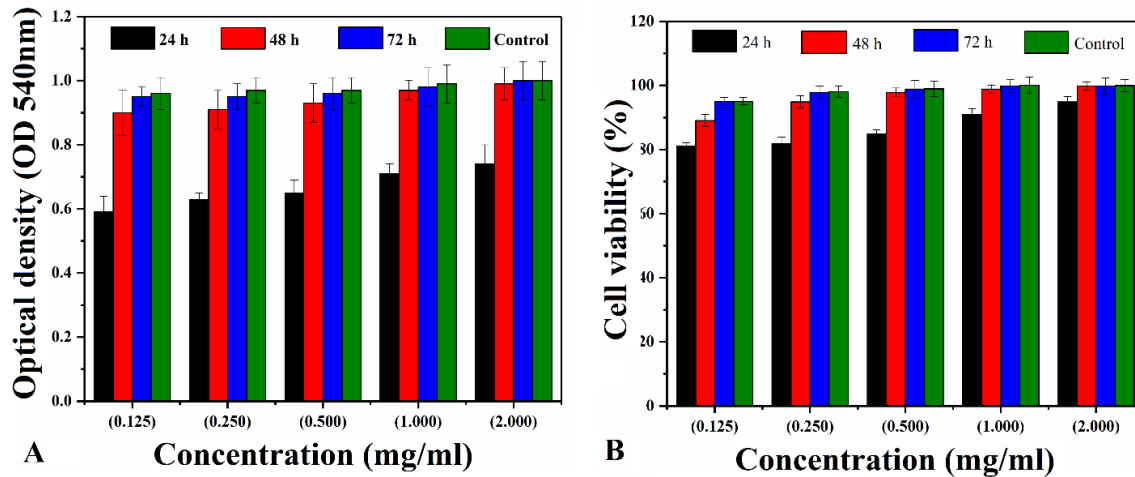 Optical density (OD 540nm)
1.2
1.0
0.8
0.6
0.4
0.2
0.0
24 h 48 h 72 h Control
(0.125) (0.250) (0.500) (1.000) (2.000)
A Concentration (mg/ml)
Cell viability (%)
120
100
80
60
40
20
0
24 h 48 h 72 h Control
(0.125) (0.250) (0.500) (1.000) (2.000)
B Concentration (mg/ml)